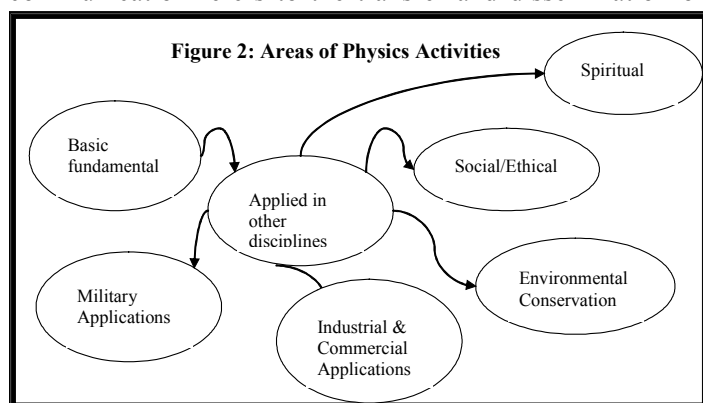 Figure 2: Areas of Physics Activities
Spiritual
Basic
fundamental
Social/Ethical
Applied in
other
disciplines
Environmental
Conservation
Military
Applications
Industrial &
Commercial
Applications